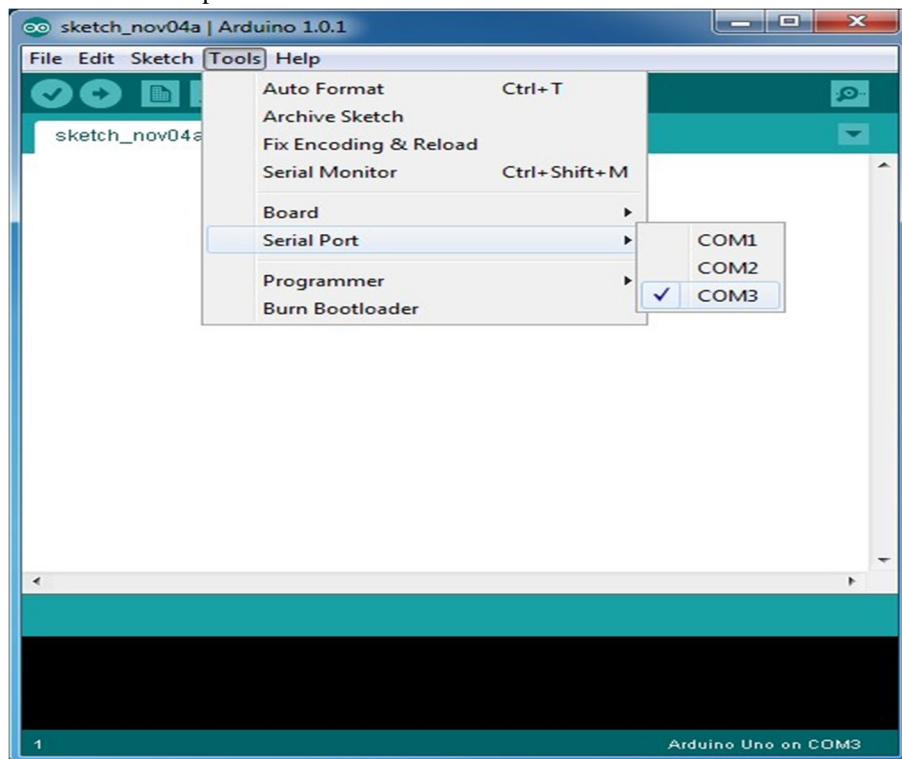 sketch_nov04a | Arduino 1.0.1
File Edit Sketch Tools Help
Auto Format Ctrl+T
Archive Sketch
sketch_nov04a
Fix Encoding & Reload
Serial Monitor Ctrl+Shift+M
Board
Serial Port
COM1
COM2
COM3
Programmer
Burn Bootloader
1
Arduino Uno on COM3